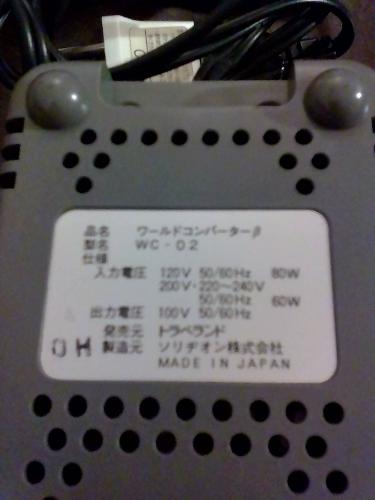 品名 ワールドコンバーターβ
型名 WC-02
仕様
入力電圧 120V 50/60Hz 80W
200V・220～240V
50/60Hz 60W
出力電圧 100V 50/60Hz
発売元 トラベランド
OH 製造元 ソリヂオン株式会社
MADE IN JAPAN